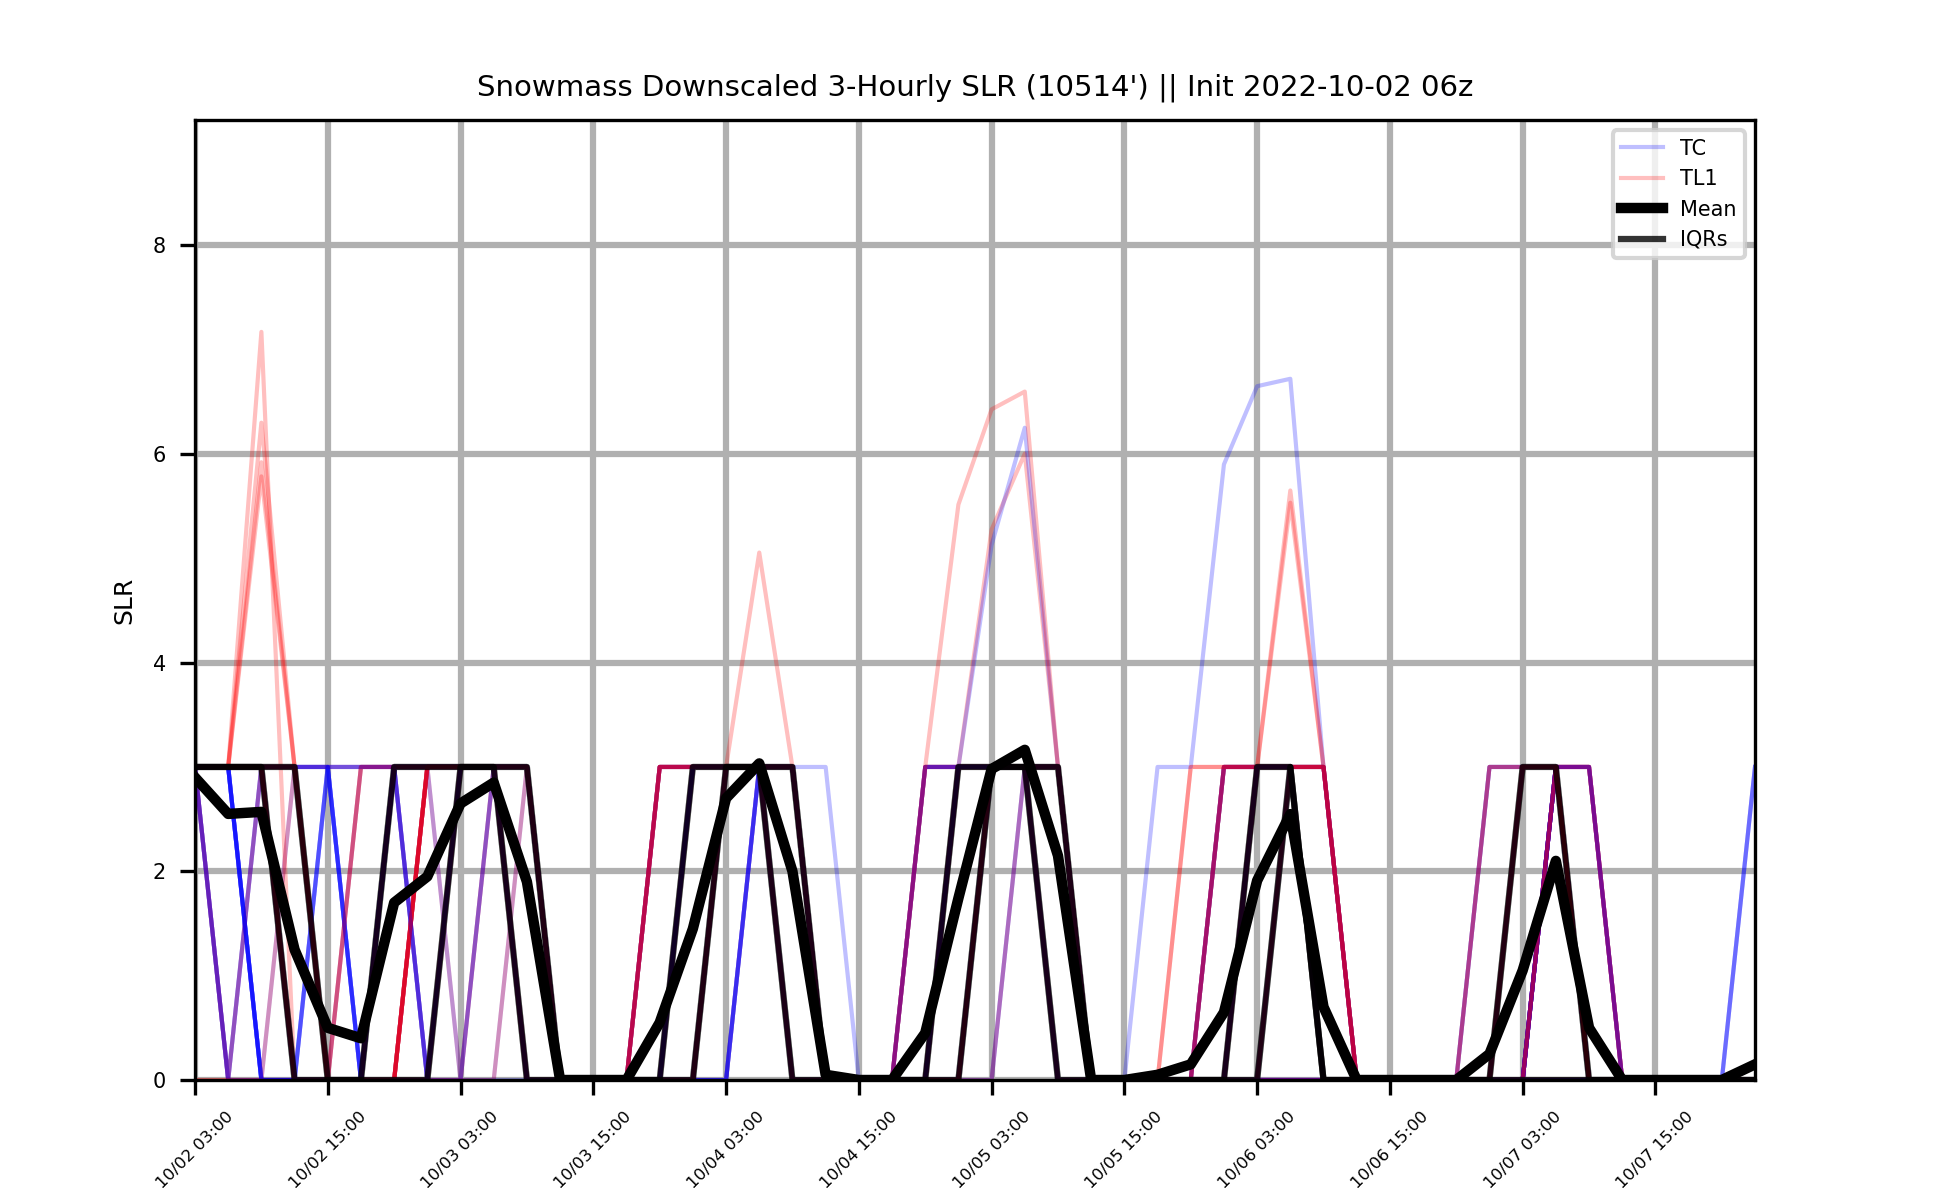 Snowmass Downscaled 3-Hourly SLR (10514') || Init 2022-10-02 06z
TC
TL1
Mean
IQRs
8
6
4
2
0
SLR
10/02 03:00
10/02 15:00
10/03 03:00
10/03 15:00
10/04 03:00
10/04 15:00
10/05 03:00
10/05 15:00
10/06 03:00
10/06 15:00
10/07 03:00
10/07 15:00